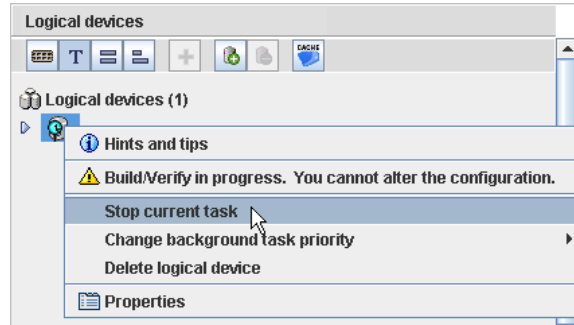 Logical devices
T
CACHE
Logical devices (1)
Hints and tips
Build/Verify in progress. You cannot alter the configuration.
Stop current task
Change background task priority
Delete logical device
Properties